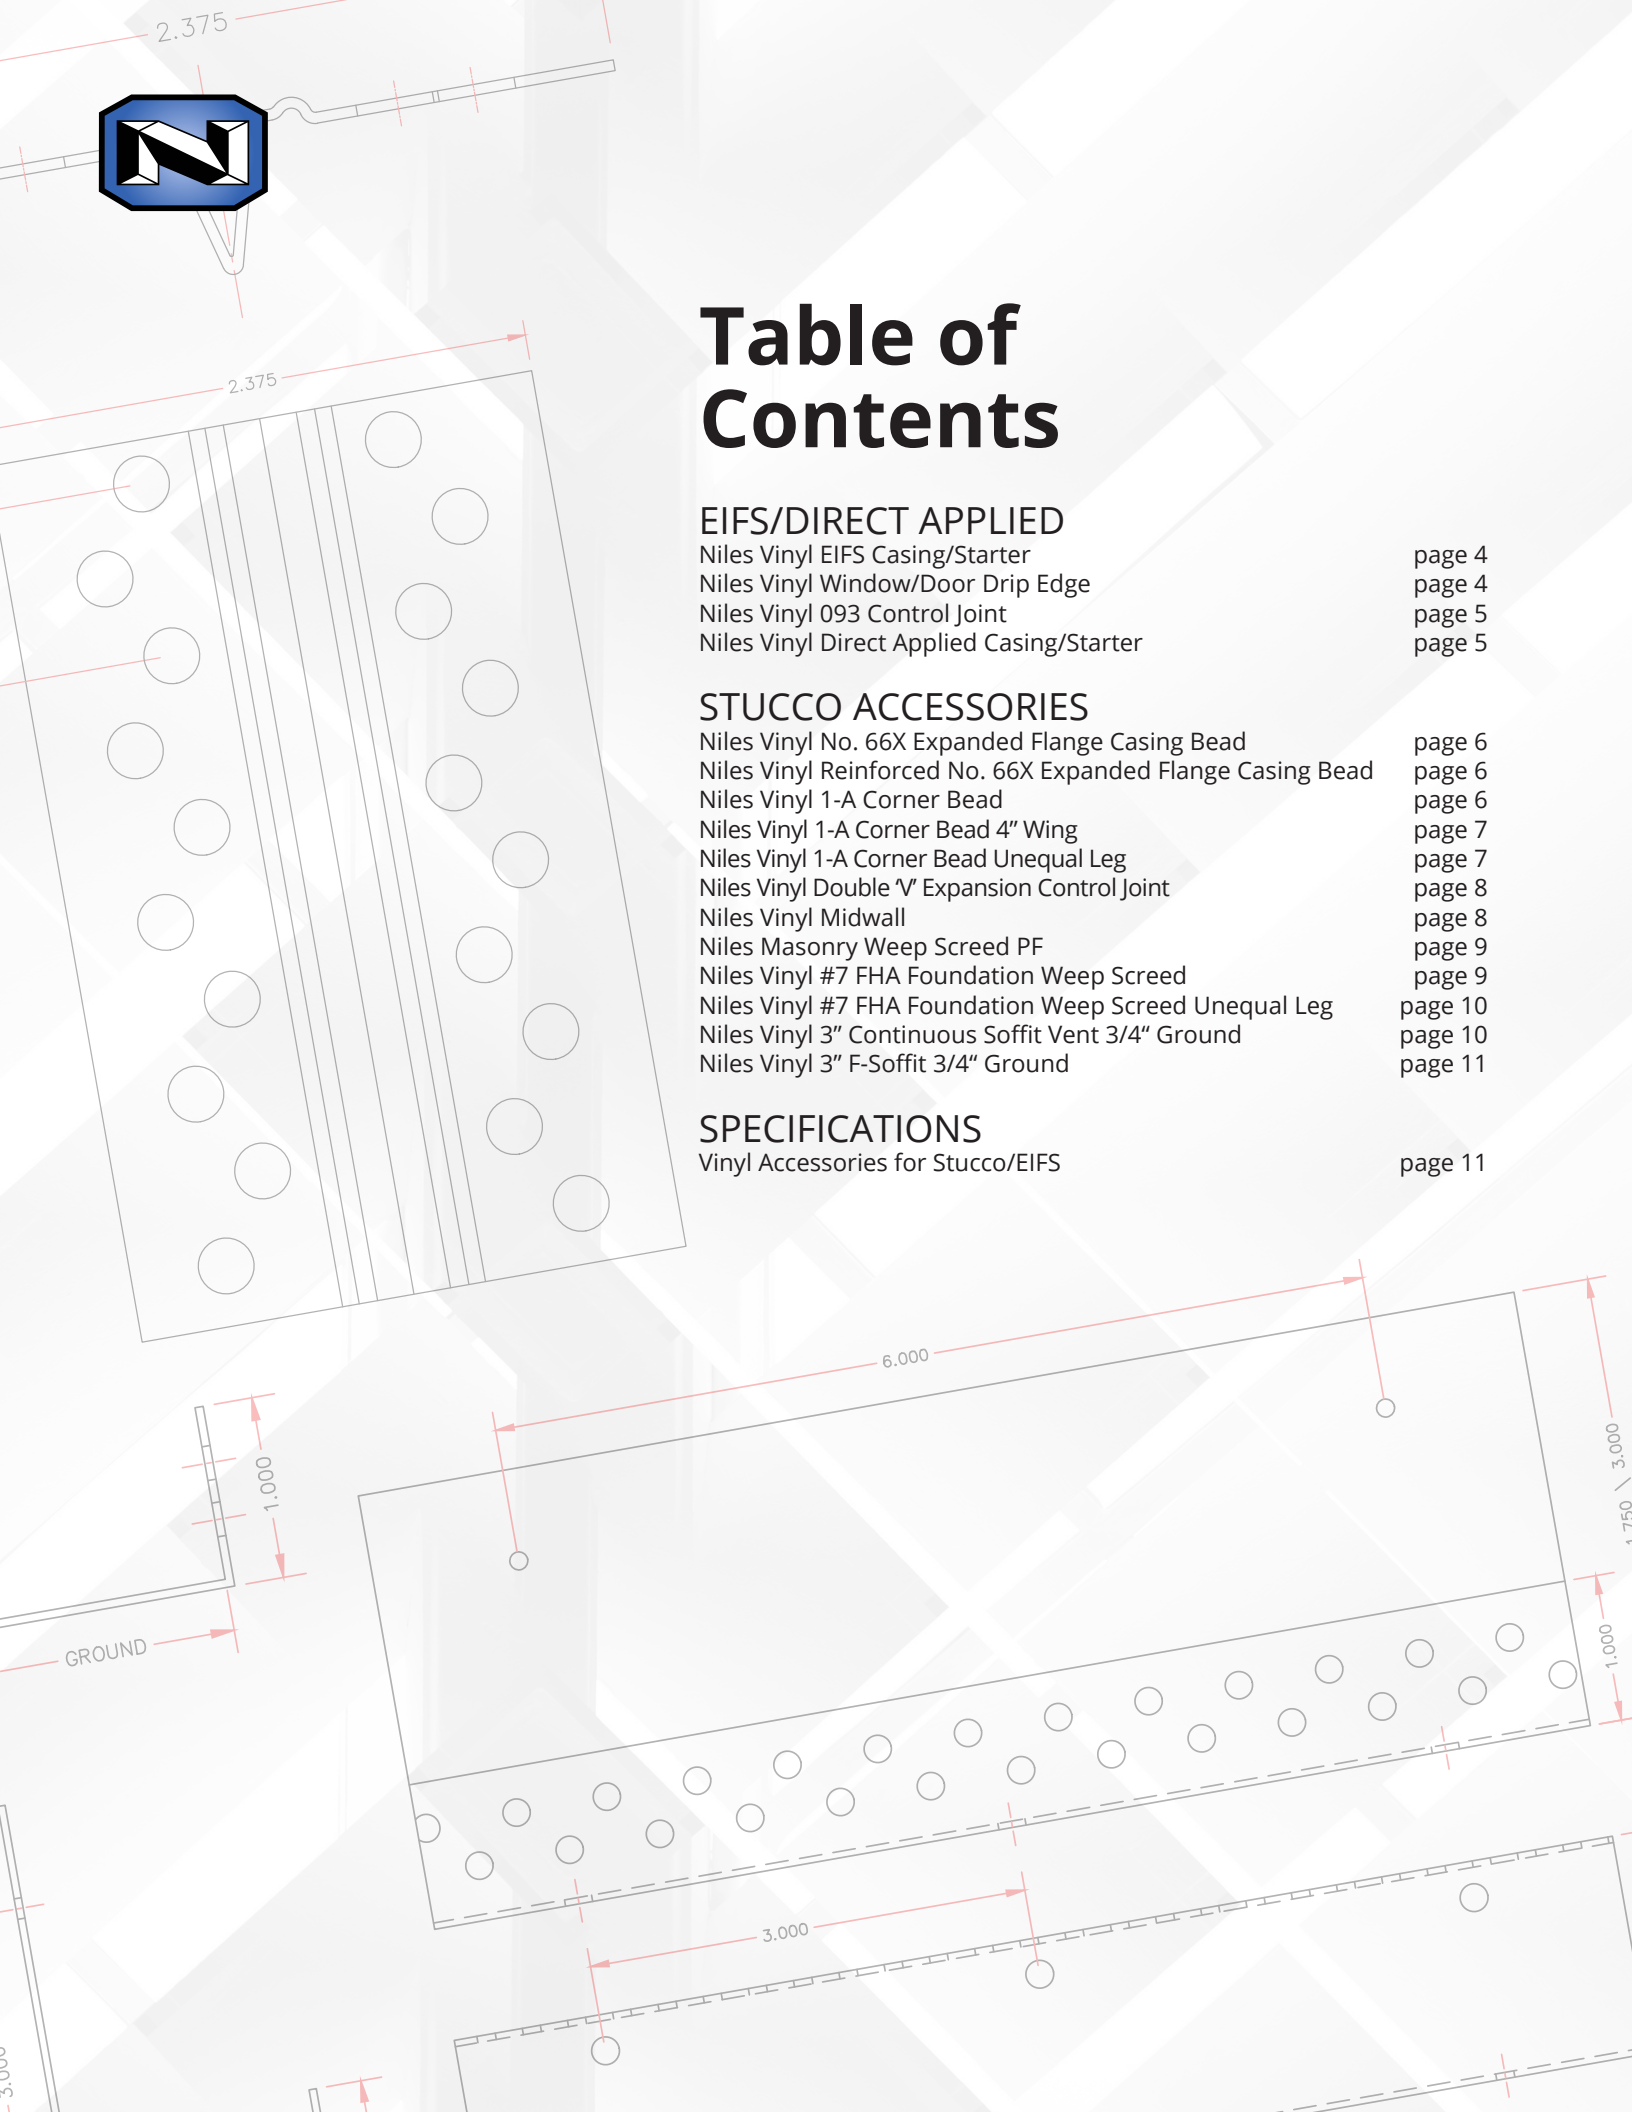 2.375
N
2.375
Table of
Contents
EIFS/DIRECT APPLIED
Niles Vinyl EIFS Casing/Starter page 4
Niles Vinyl Window/Door Drip Edge page 4
Niles Vinyl 093 Control Joint page 5
Niles Vinyl Direct Applied Casing/Starter page 5
STUCCO ACCESSORIES
Niles Vinyl No. 66X Expanded Flange Casing Bead page 6
Niles Vinyl Reinforced No. 66X Expanded Flange Casing Bead page 6
Niles Vinyl 1-A Corner Bead page 6
Niles Vinyl 1-A Corner Bead 4” Wing page 7
Niles Vinyl 1-A Corner Bead Unequal Leg page 7
Niles Vinyl Double ‘V’ Expansion Control Joint page 8
Niles Vinyl Midwall page 8
Niles Masonry Weep Screed PF page 9
Niles Vinyl #7 FHA Foundation Weep Screed page 9
Niles Vinyl #7 FHA Foundation Weep Screed Unequal Leg page 10
Niles Vinyl 3” Continuous Soffit Vent 3/4“ Ground page 10
Niles Vinyl 3” F-Soffit 3/4“ Ground page 11
SPECIFICATIONS
Vinyl Accessories for Stucco/EIFS page 11
6.000
1.000
1.750 \ 3.000
GROUND
1.000
3.000
3.000